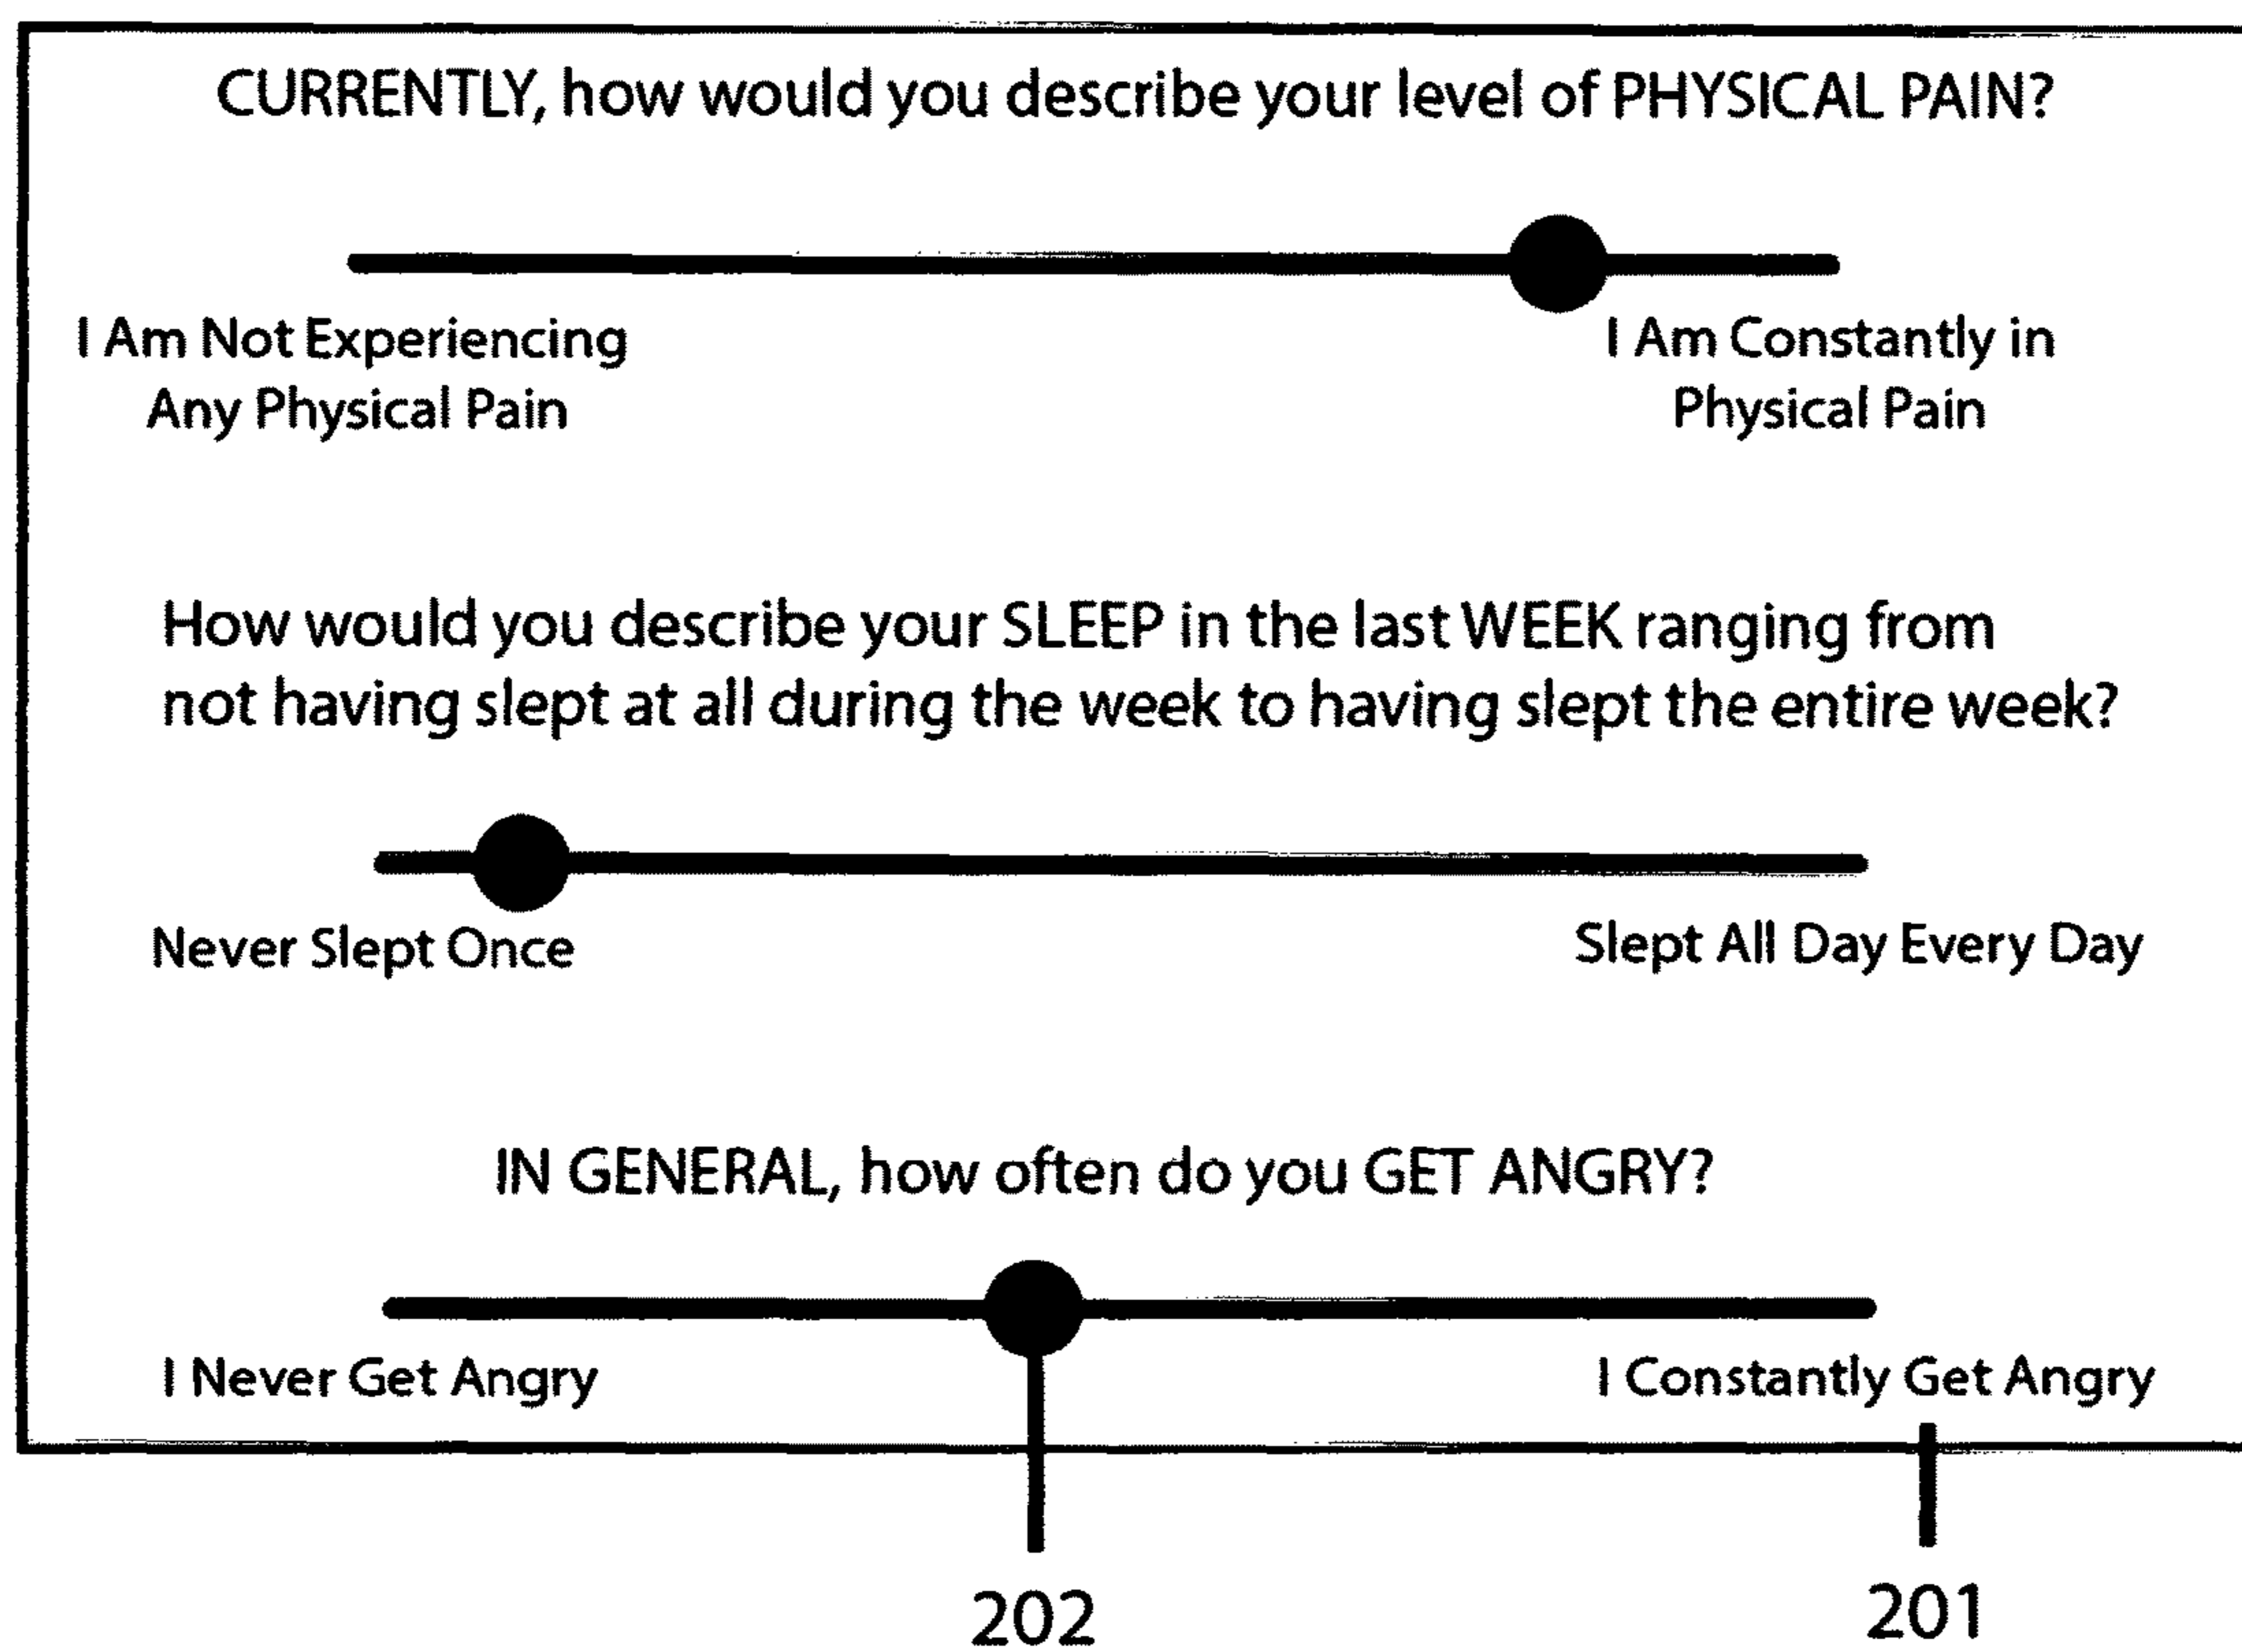 CURRENTLY, how would you describe your level of PHYSICAL PAIN?
I Am Not Experiencing
Any Physical Pain
I Am Constantly in
Physical Pain
How would you describe your SLEEP in the last WEEK ranging from
not having slept at all during the week to having slept the entire week?
Never Slept Once
Slept All Day Every Day
IN GENERAL, how often do you GET ANGRY?
I Never Get Angry
I Constantly Get Angry
202
201